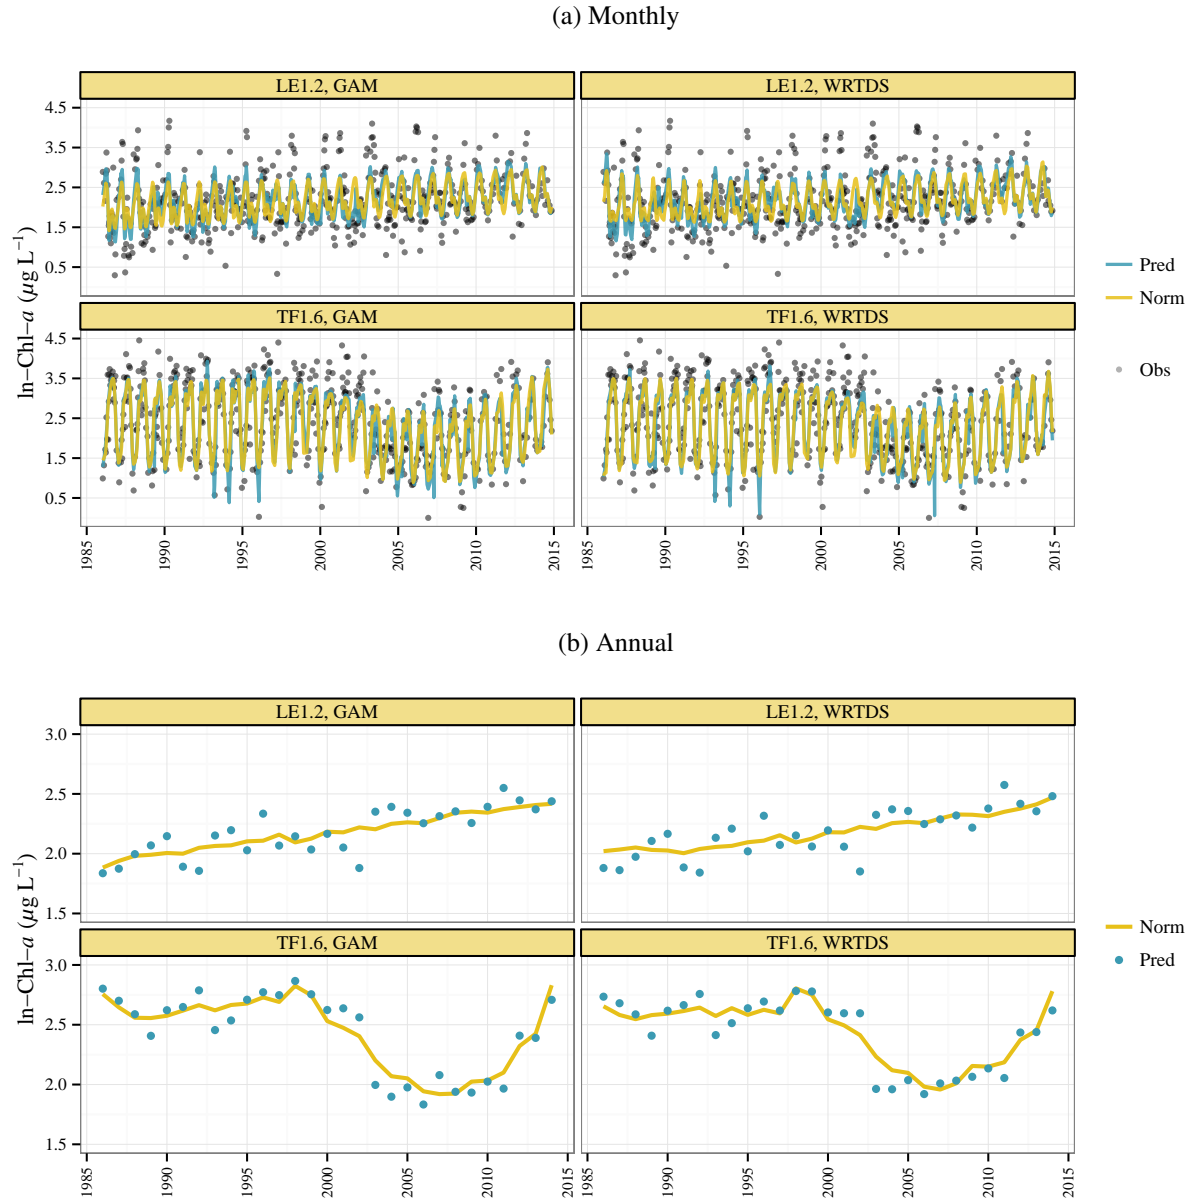 (a) Monthly
LE1.2, GAM
LE1.2, WRTDS
4.5
3.5
2.5
1.5
0.5
TF1.6, GAM
TF1.6, WRTDS
4.5
3.5
2.5
1.5
0.5
ln−Chl−a (μg L−1)
1985 1990 1995 2000 2005 2010 2015
1985 1990 1995 2000 2005 2010 2015
Pred
Norm
Obs
(b) Annual
LE1.2, GAM
LE1.2, WRTDS
3.0
2.5
2.0
1.5
TF1.6, GAM
TF1.6, WRTDS
3.0
2.5
2.0
1.5
ln−Chl−a (μg L−1)
1985 1990 1995 2000 2005 2010 2015
1985 1990 1995 2000 2005 2010 2015
Norm
Pred